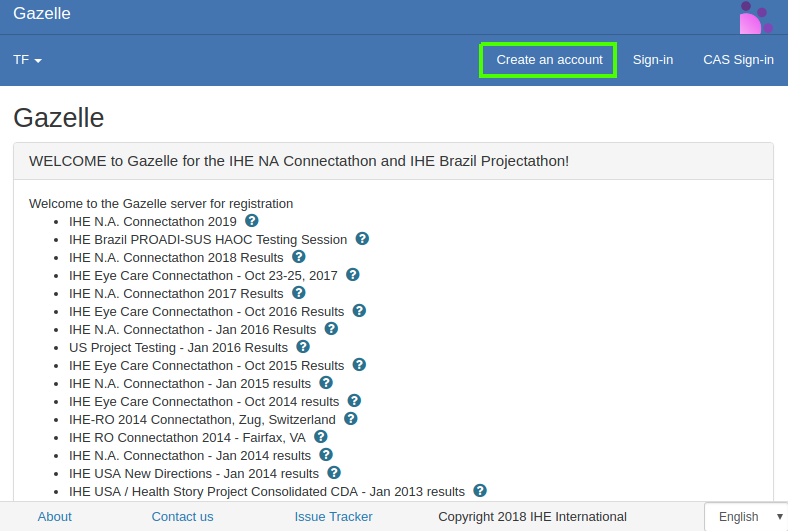 Gazelle
TF
Create an account
Sign-in
CAS Sign-in
Gazelle
WELCOME to Gazelle for the IHE NA Connectathon and IHE Brazil Projectathon!
Welcome to the Gazelle server for registration
IHE N.A. Connectathon 2019
IHE Brazil PROADI-SUS HAOC Testing Session
IHE N.A. Connectathon 2018 Results
IHE Eye Care Connectathon - Oct 23-25, 2017
IHE N.A. Connectathon 2017 Results
IHE Eye Care Connectathon - Oct 2016 Results
IHE N.A. Connectathon - Jan 2016 Results
US Project Testing - Jan 2016 Results
IHE Eye Care Connectathon - Oct 2015 Results
IHE N.A. Connectathon - Jan 2015 results
IHE Eye Care Connectathon - Oct 2014 results
IHE-RO 2014 Connectathon, Zug, Switzerland
IHE RO Connectathon 2014 - Fairfax, VA
IHE N.A. Connectathon - Jan 2014 results
IHE USA New Directions - Jan 2014 results
IHE USA / Health Story Project Consolidated CDA - Jan 2013 results
About
Contact us
Issue Tracker
Copyright 2018 IHE International
English